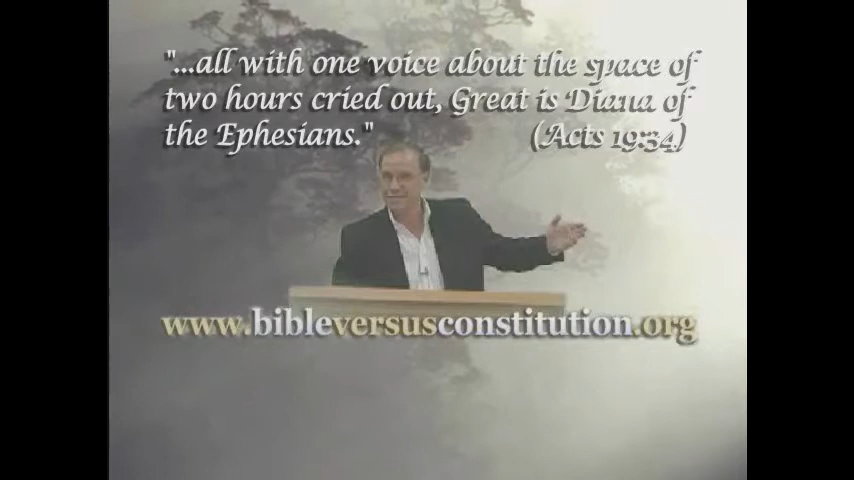 "...all with one voice about the space of
two hours cried out, Great is Diana of
the Ephesians." (Acts 19:34)
www.bibleversusconstitution.org